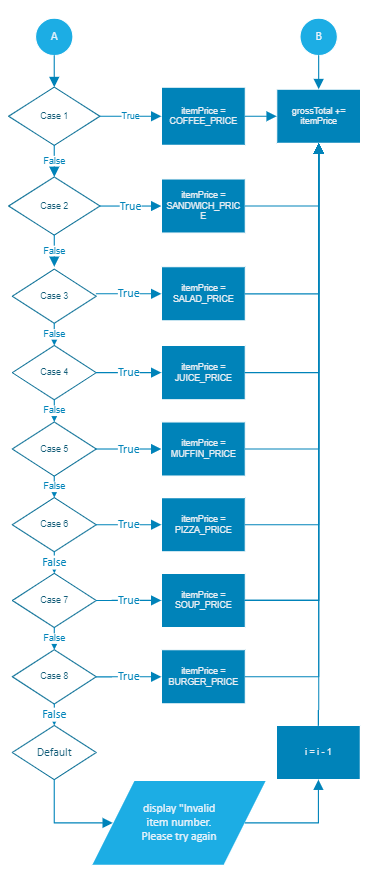 A
B
Case 1
True
itemPrice =
COFFEE_PRICE
grossTotal +=
itemPrice
False
Case 2
True
itemPrice =
SANDWICH_PRIC
E
False
Case 3
True
itemPrice =
SALAD_PRICE
False
Case 4
True
itemPrice =
JUICE_PRICE
False
Case 5
True
itemPrice =
MUFFIN_PRICE
False
Case 6
True
itemPrice =
PIZZA_PRICE
False
Case 7
True
itemPrice =
SOUP_PRICE
False
Case 8
True
itemPrice =
BURGER_PRICE
False
Default
i = i - 1
display "Invalid
item number.
Please try again